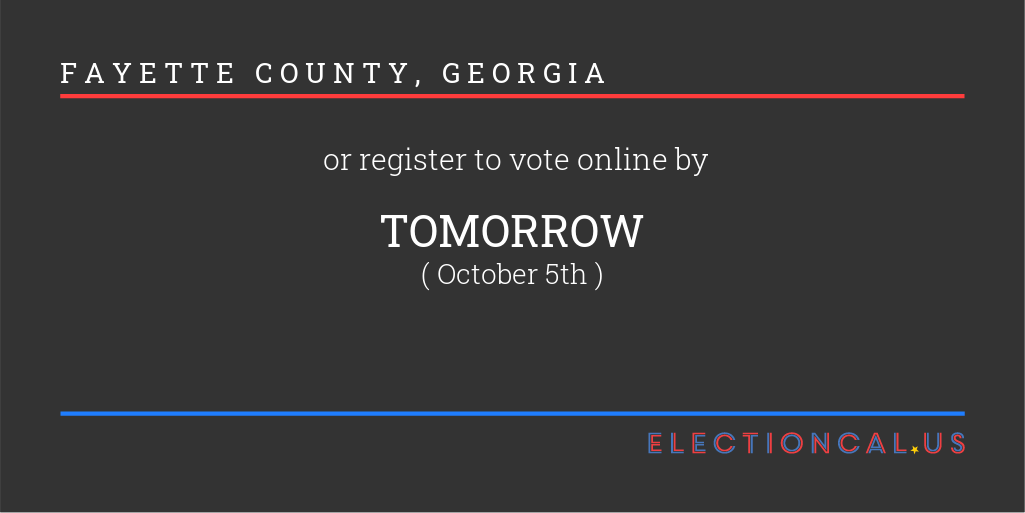 FAYETTE COUNTY, GEORGIA
or register to vote online by
TOMORROW
( October 5th )
ELECTIONCAL.US